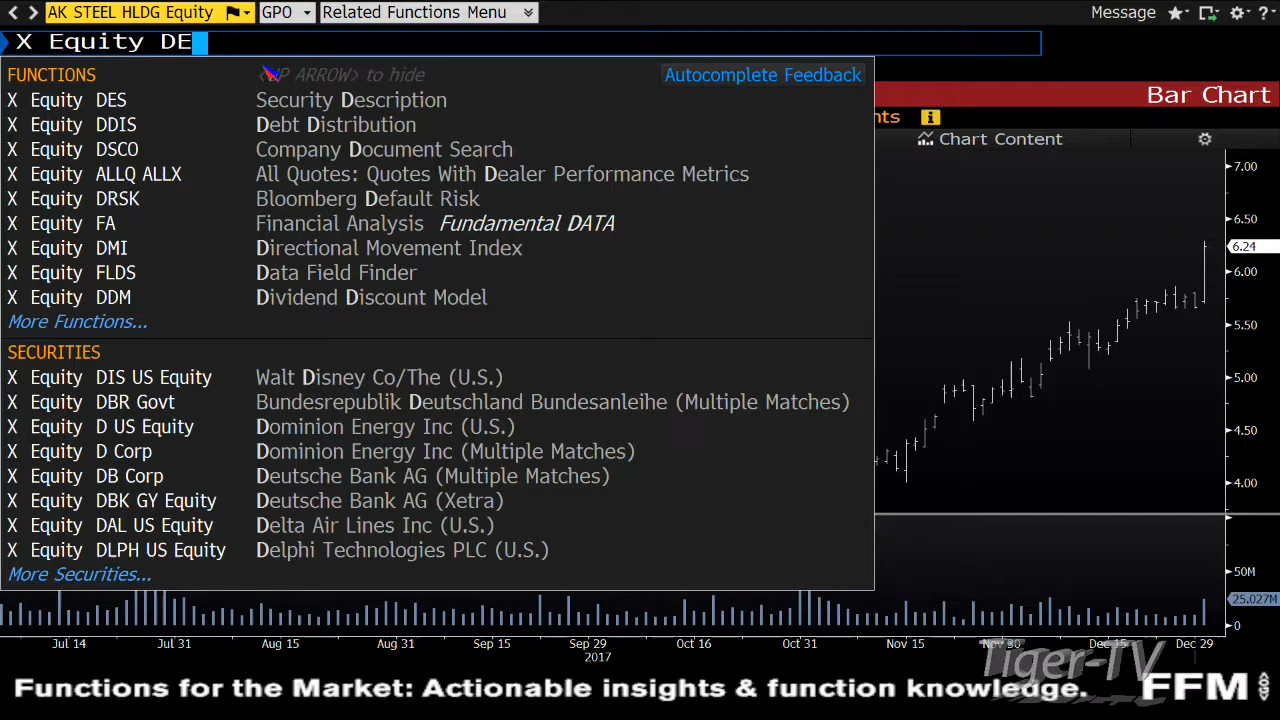 AK STEEL HLDG Equity GPO Related Functions Menu Message ?
X Equity DE
FUNCTIONS <UP ARROW> to hide Autocomplete Feedback
X Equity DES Security Description
X Equity DDIS Debt Distribution
X Equity DSCO Company Document Search
X Equity ALLQ ALLX All Quotes: Quotes With Dealer Performance Metrics
X Equity DRSK Bloomberg Default Risk
X Equity FA Financial Analysis Fundamental DATA
X Equity DMI Directional Movement Index
X Equity FLDS Data Field Finder
X Equity DDM Dividend Discount Model
More Functions...
SECURITIES
X Equity DIS US Equity Walt Disney Co/The (U.S.)
X Equity DBR Govt Bundesrepublik Deutschland Bundesanleihe (Multiple Matches)
X Equity D US Equity Dominion Energy Inc (U.S.)
X Equity D Corp Dominion Energy Inc (Multiple Matches)
X Equity DB Corp Deutsche Bank AG (Multiple Matches)
X Equity DBK GY Equity Deutsche Bank AG (Xetra)
X Equity DAL US Equity Delta Air Lines Inc (U.S.)
X Equity DLPH US Equity Delphi Technologies PLC (U.S.)
More Securities...
Bar Chart
nts
Chart Content
7.00
6.50
6.24
6.00
5.50
5.00
4.50
4.00
50M
25.027M
0
Jul 14 Jul 31 Aug 15 Aug 31 Sep 15 Sep 29 Oct 16 Oct 31 Nov 15 Nov 30 Dec 15 Dec 29
2017
Tiger-TV
Functions for the Market: Actionable insights & function knowledge. FFM